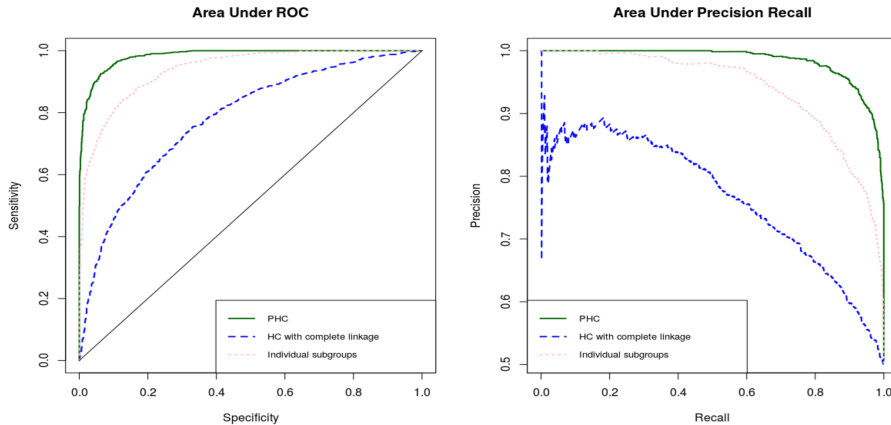 Area Under ROC
Sensitivity
1.0
0.8
0.6
0.4
0.2
0.0
PHC
HC with complete linkage
Individual subgroups
0.0 0.2 0.4 0.6 0.8 1.0
Specificity
Area Under Precision Recall
Precision
1.0
0.9
0.8
0.7
0.6
0.5
PHC
HC with complete linkage
Individual subgroups
0.0 0.2 0.4 0.6 0.8 1.0
Recall